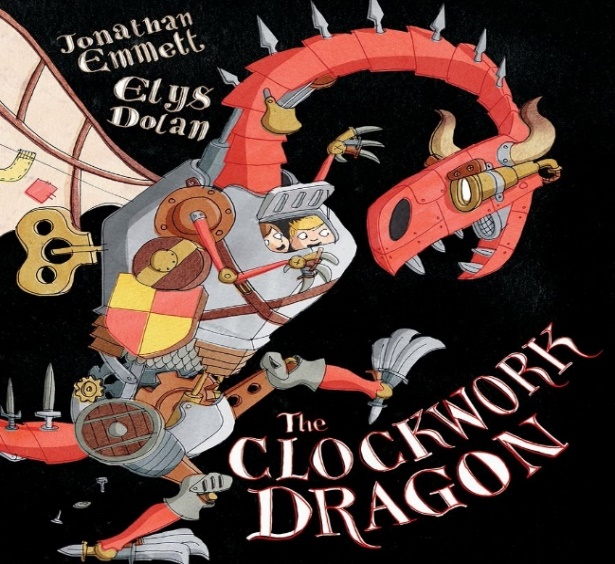 Jonathan
Emmett
Elys
Dolan
The
CLOCKWORK
DRAGON